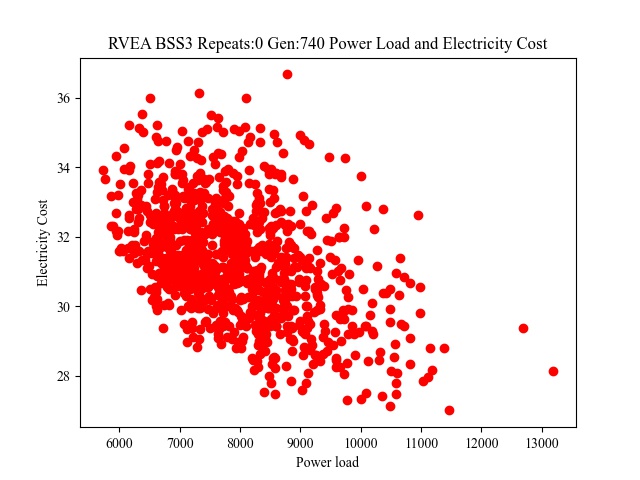 RVEA BSS3 Repeats:0 Gen:740 Power Load and Electricity Cost
36
34
32
30
28
Electricity Cost
6000 7000 8000 9000 10000 11000 12000 13000
Power load